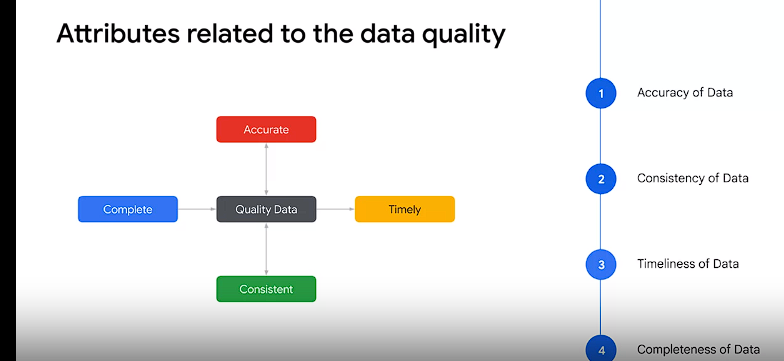 Attributes related to the data quality
Accurate
Complete
Quality Data
Timely
Consistent
1
Accuracy of Data
2
Consistency of Data
3
Timeliness of Data
4
Completeness of Data